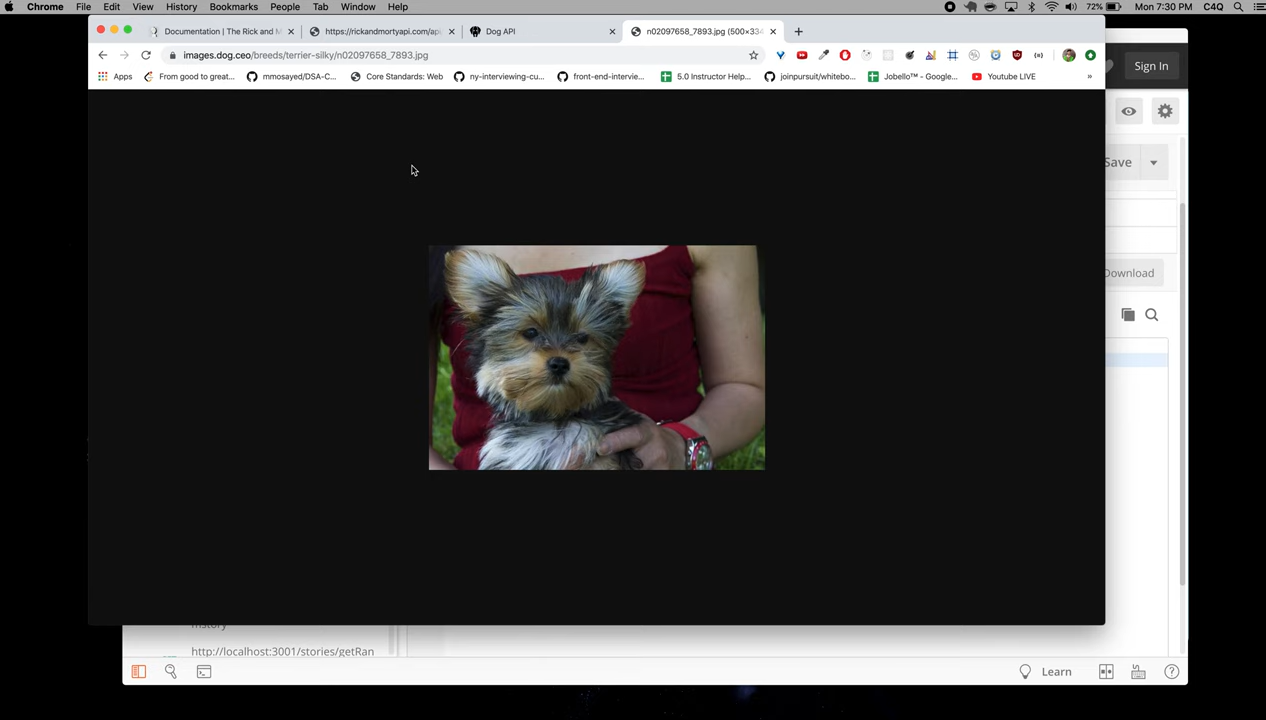 Chrome File Edit View History Bookmarks People Tab Window Help 72% Mon 7:30 PM C4Q
Documentation | The Rick and M https://rickandmortyapi.com/ap Dog API n02097658_7893.jpg (500×334
images.dog.ceo/breeds/terrier-silky/n02097658_7893.jpg
Apps From good to great... mmosayed/DSA-C... Core Standards: Web ny-interviewing-cu... front-end-intervie... 5.0 Instructor Help... joinpursuit/whitebo... Jobello™ - Google... Youtube LIVE »
Sign In
Save
Download
http://localhost:3001/stories/getRan
Learn